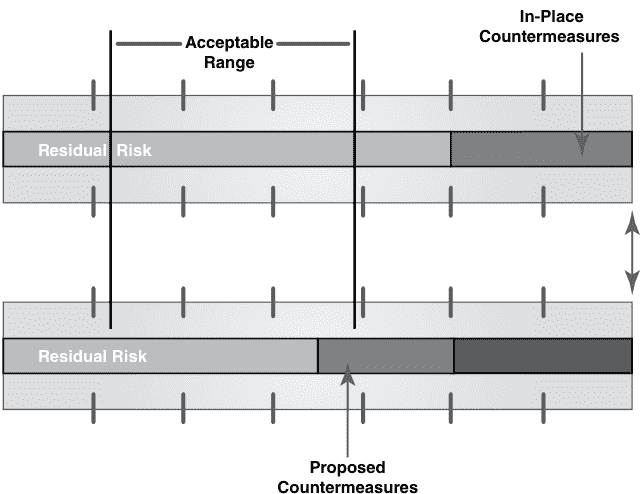 In-Place
Countermeasures
Acceptable
Range
Residual Risk
Residual Risk
Proposed
Countermeasures